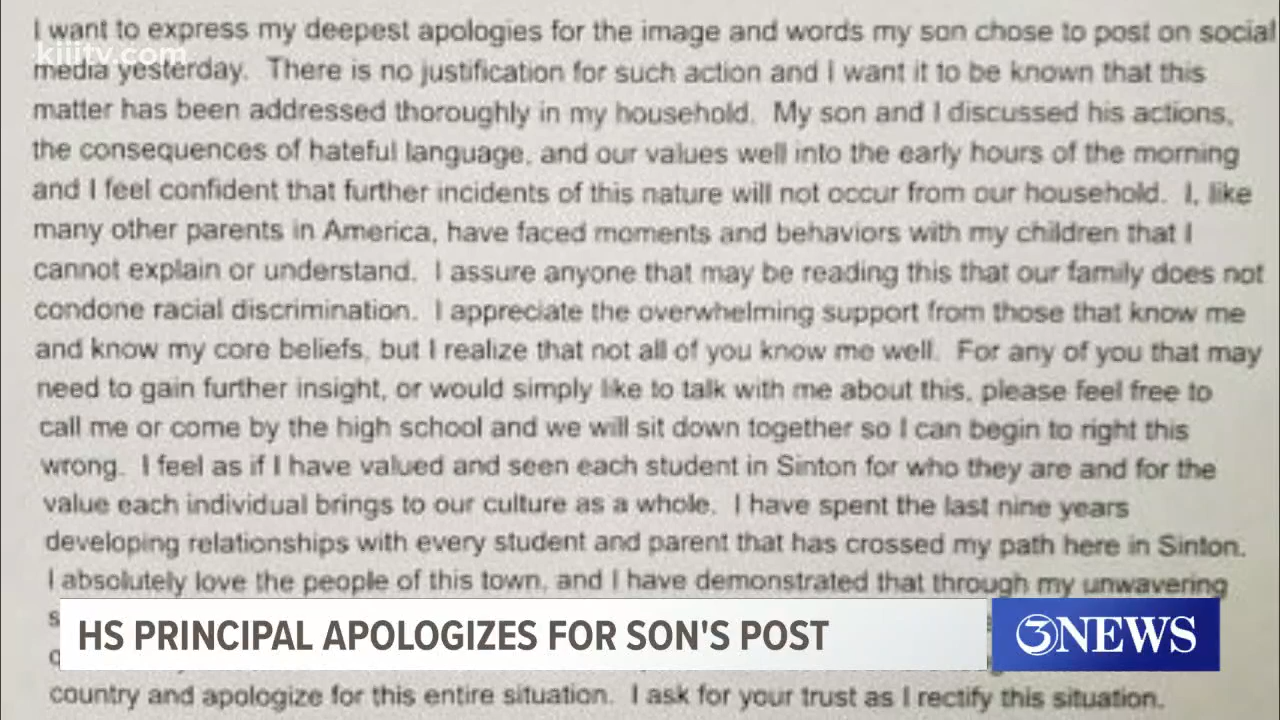 I want to express my deepest apologies for the image and words my son chose to post on social
kiiitv.com
media yesterday. There is no justification for such action and I want it to be known that this
matter has been addressed thoroughly in my household. My son and I discussed his actions,
the consequences of hateful language, and our values well into the early hours of the morning
and I feel confident that further incidents of this nature will not occur from our household. I, like
many other parents in America, have faced moments and behaviors with my children that I
cannot explain or understand. I assure anyone that may be reading this that our family does not
condone racial discrimination. I appreciate the overwhelming support from those that know me
and know my core beliefs, but I realize that not all of you know me well. For any of you that may
need to gain further insight, or would simply like to talk with me about this, please feel free to
call me or come by the high school and we will sit down together so I can begin to right this
wrong. I feel as if I have valued and seen each student in Sinton for who they are and for the
value each individual brings to our culture as a whole. I have spent the last nine years
developing relationships with every student and parent that has crossed my path here in Sinton.
I absolutely love the people of this town, and I have demonstrated that through my unwavering
HS PRINCIPAL APOLOGIZES FOR SON'S POST
3NEWS
country and apologize for this entire situation. I ask for your trust as I rectify this situation.